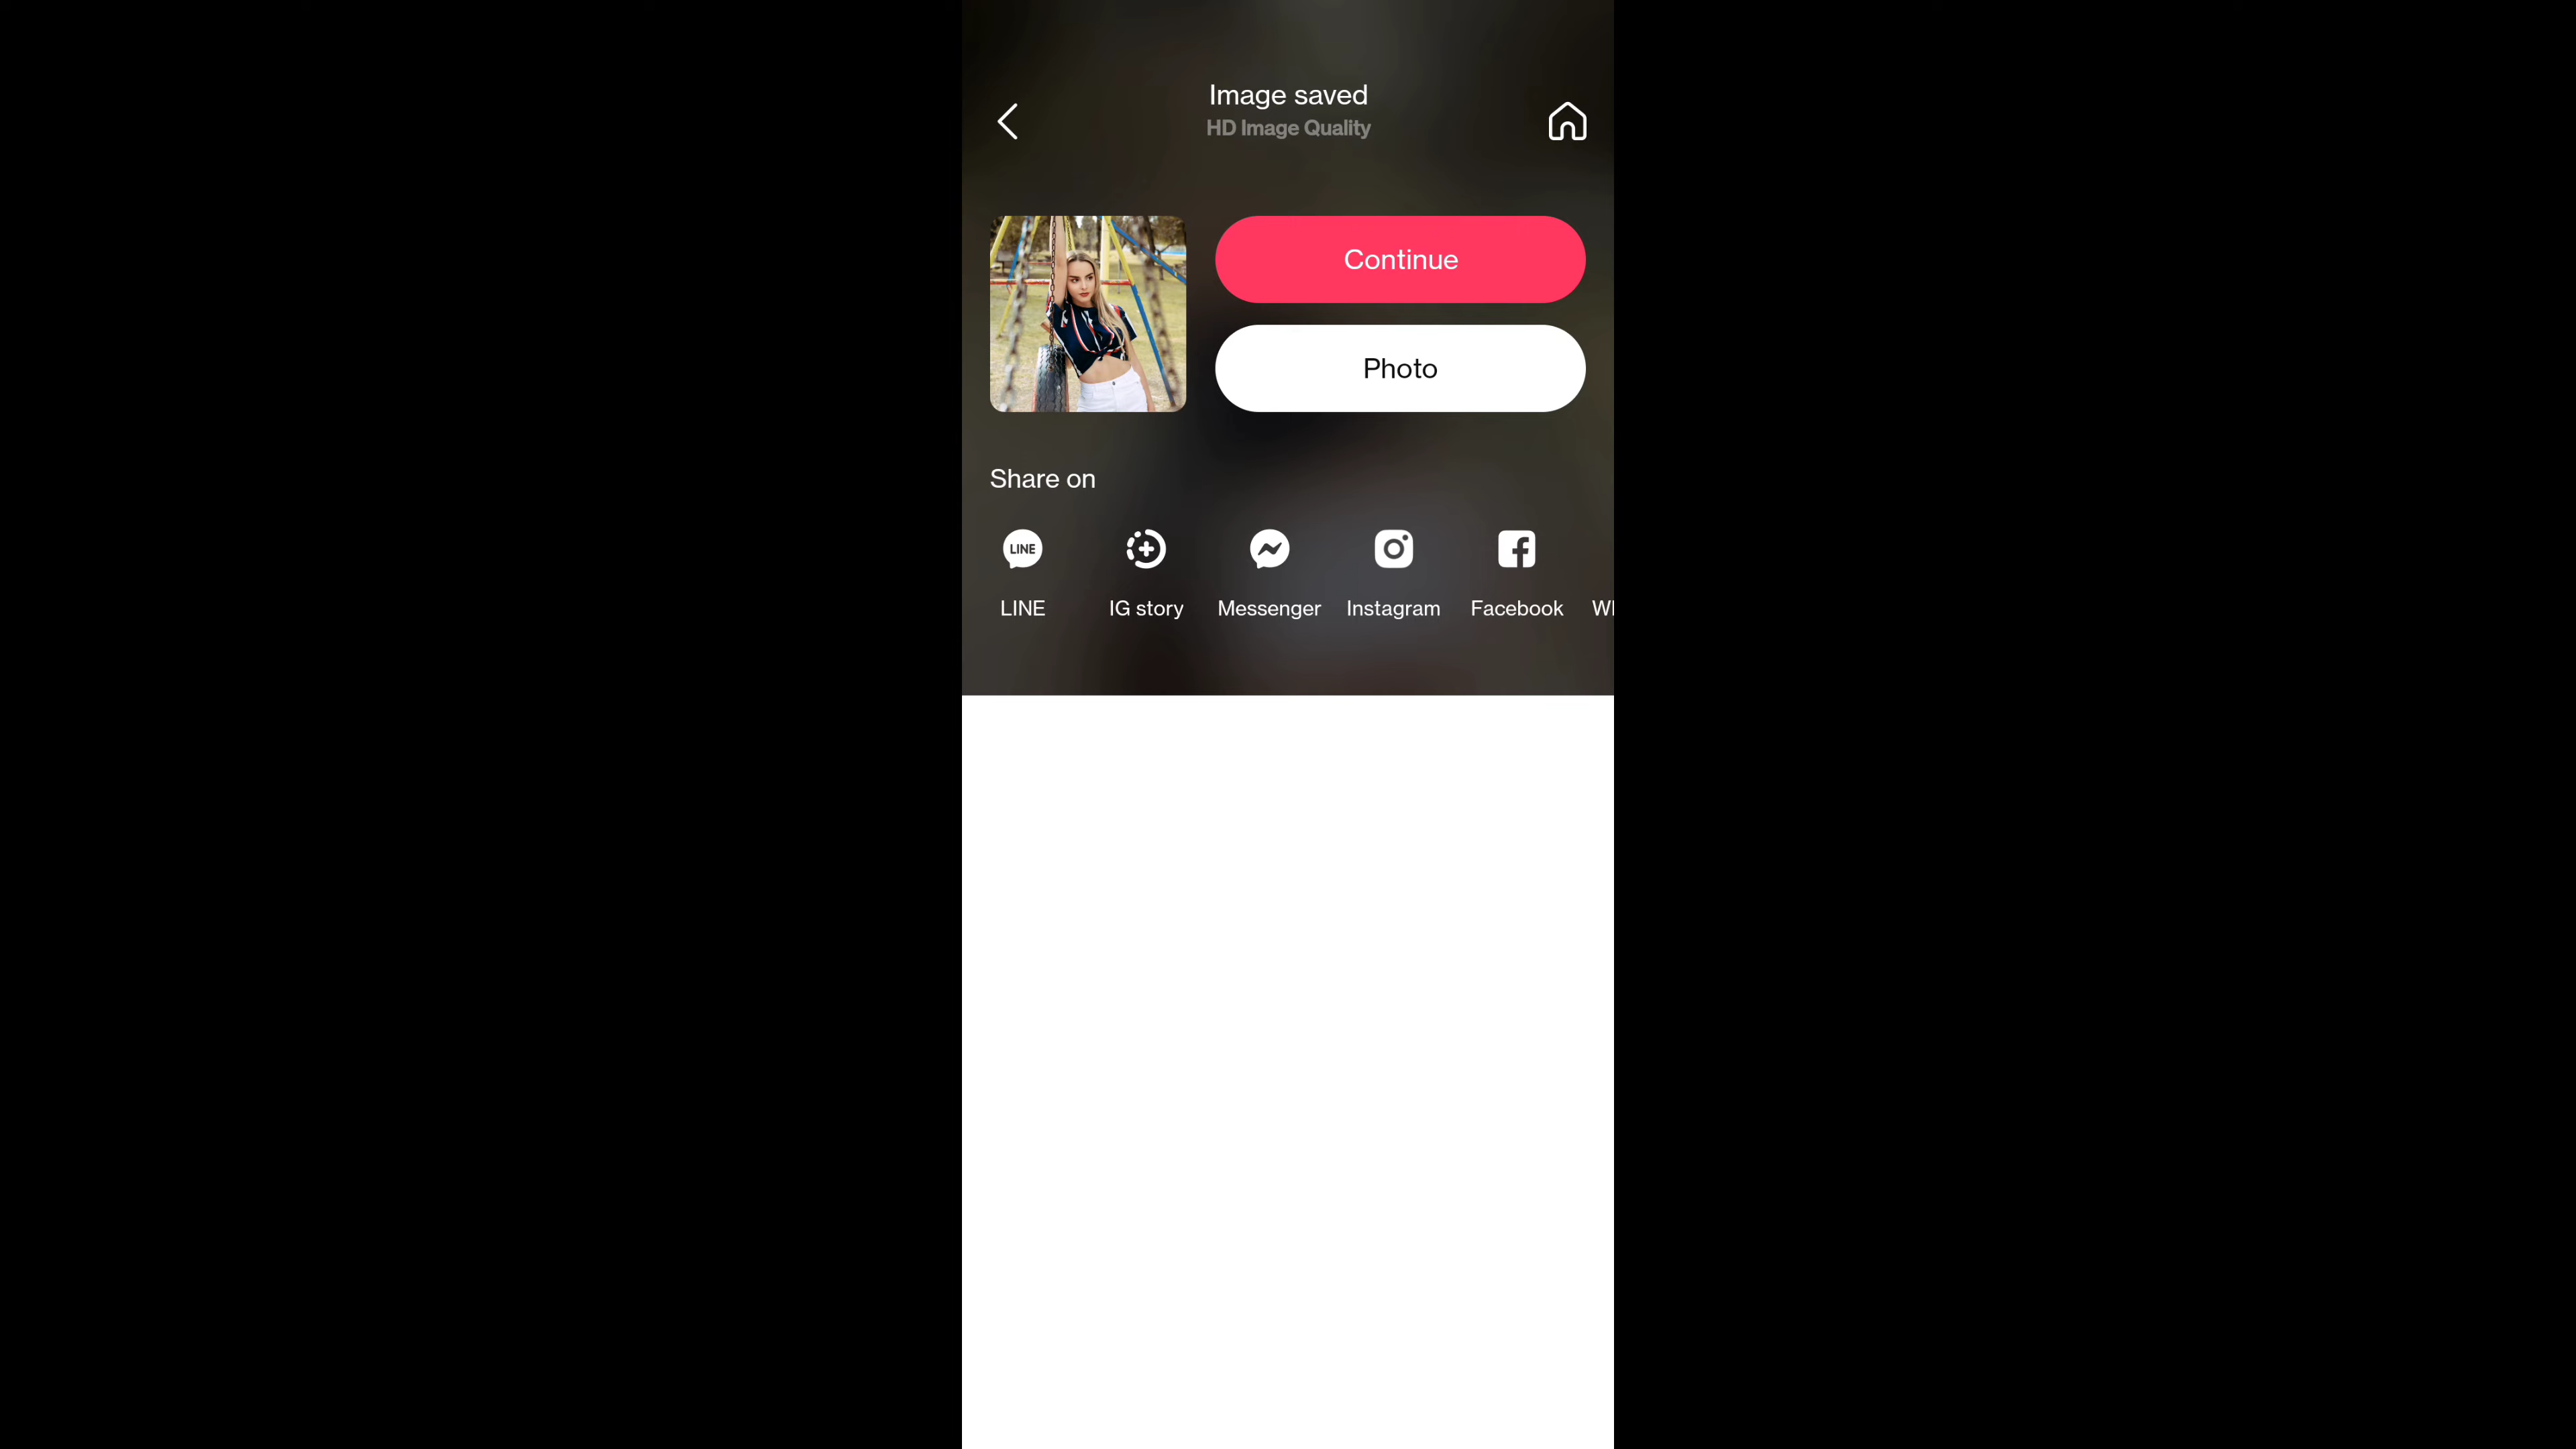 Image saved
HD Image Quality
Continue
Photo
Share on
LINE
LINE
IG story
Messenger
Instagram
Facebook